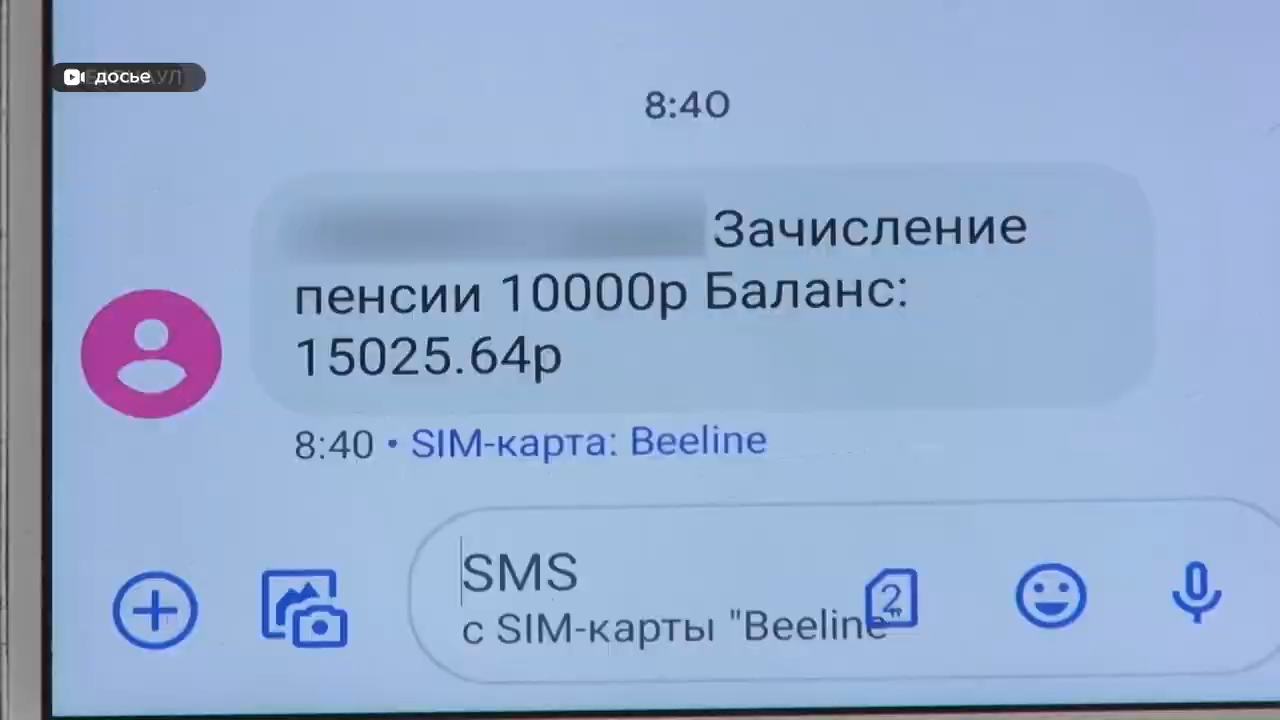 досье
8:40
Зачисление
пенсии 10000р Баланс:
15025.64р
8:40 • SIM-карта: Beeline
SMS
2
с SIM-карты "Beeline"